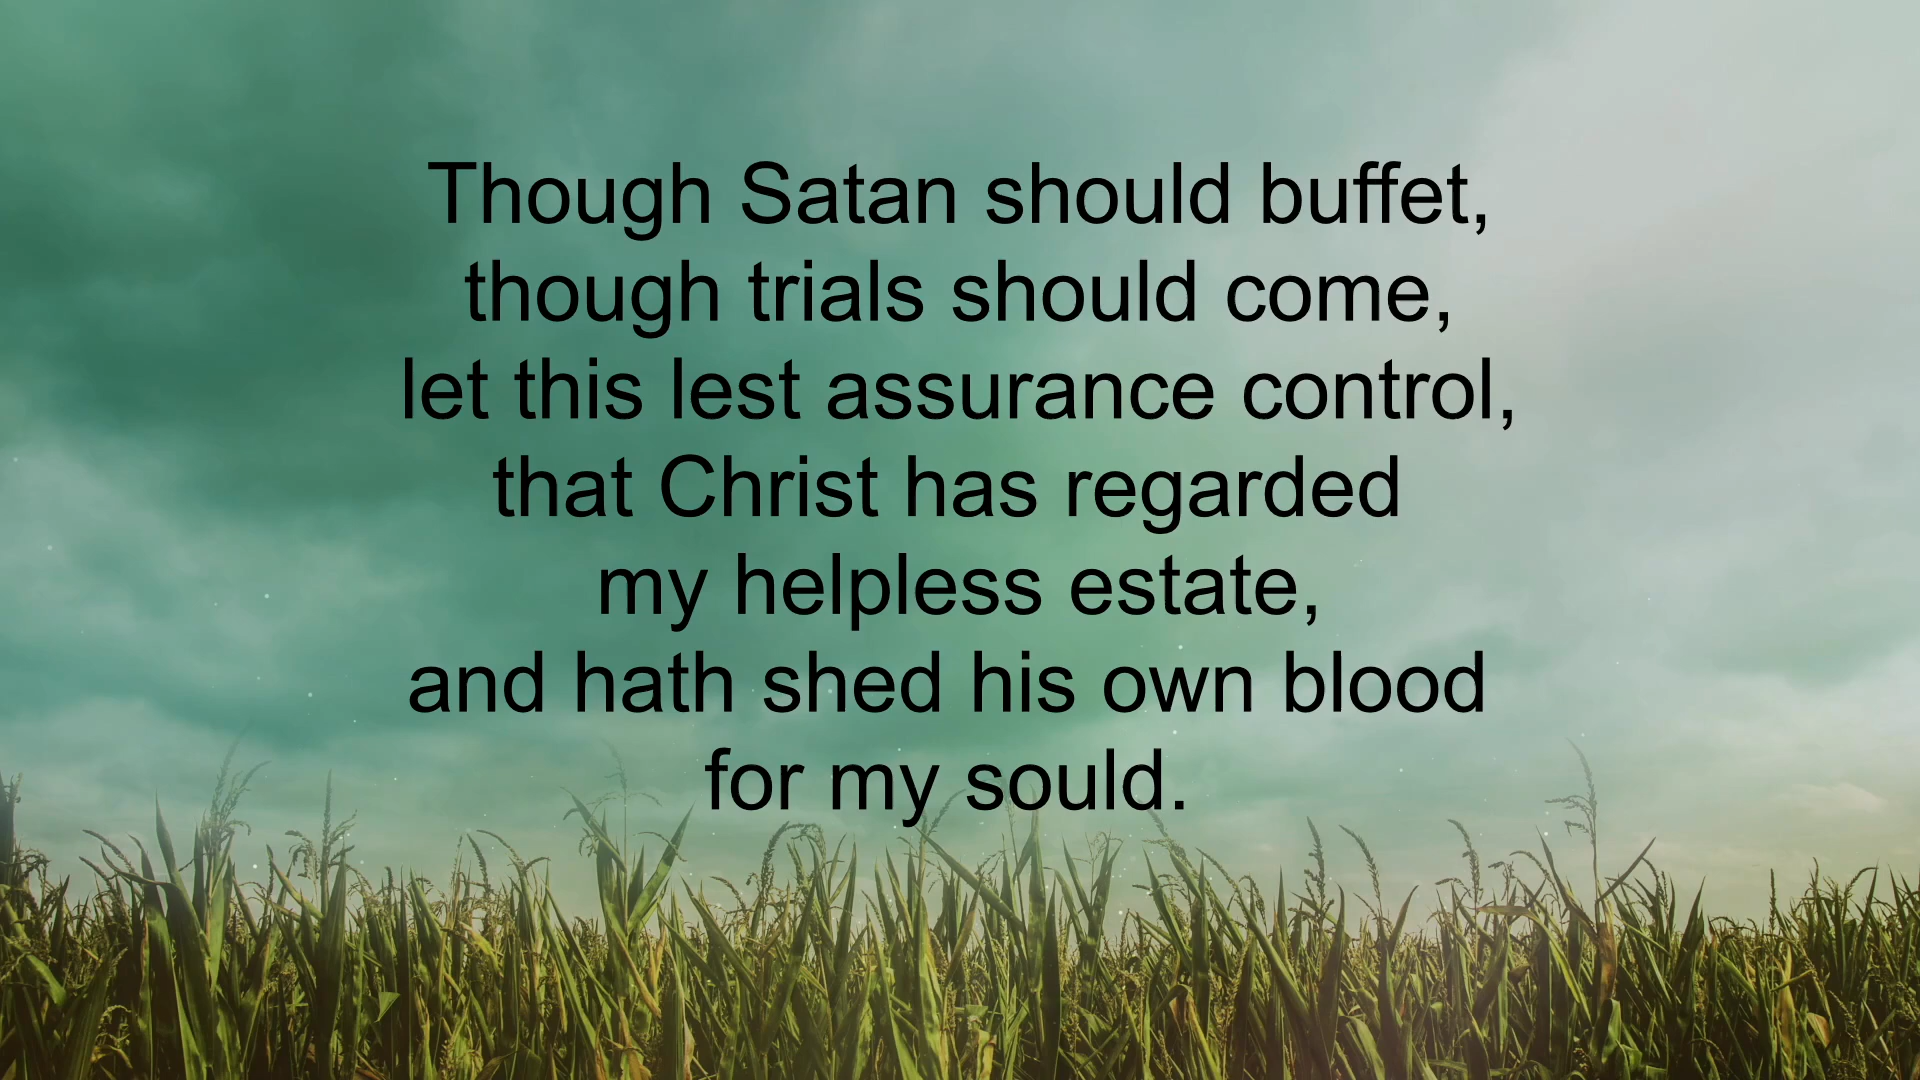 Though Satan should buffet,
though trials should come,
let this lest assurance control,
that Christ has regarded
my helpless estate,
and hath shed his own blood
for my sould.